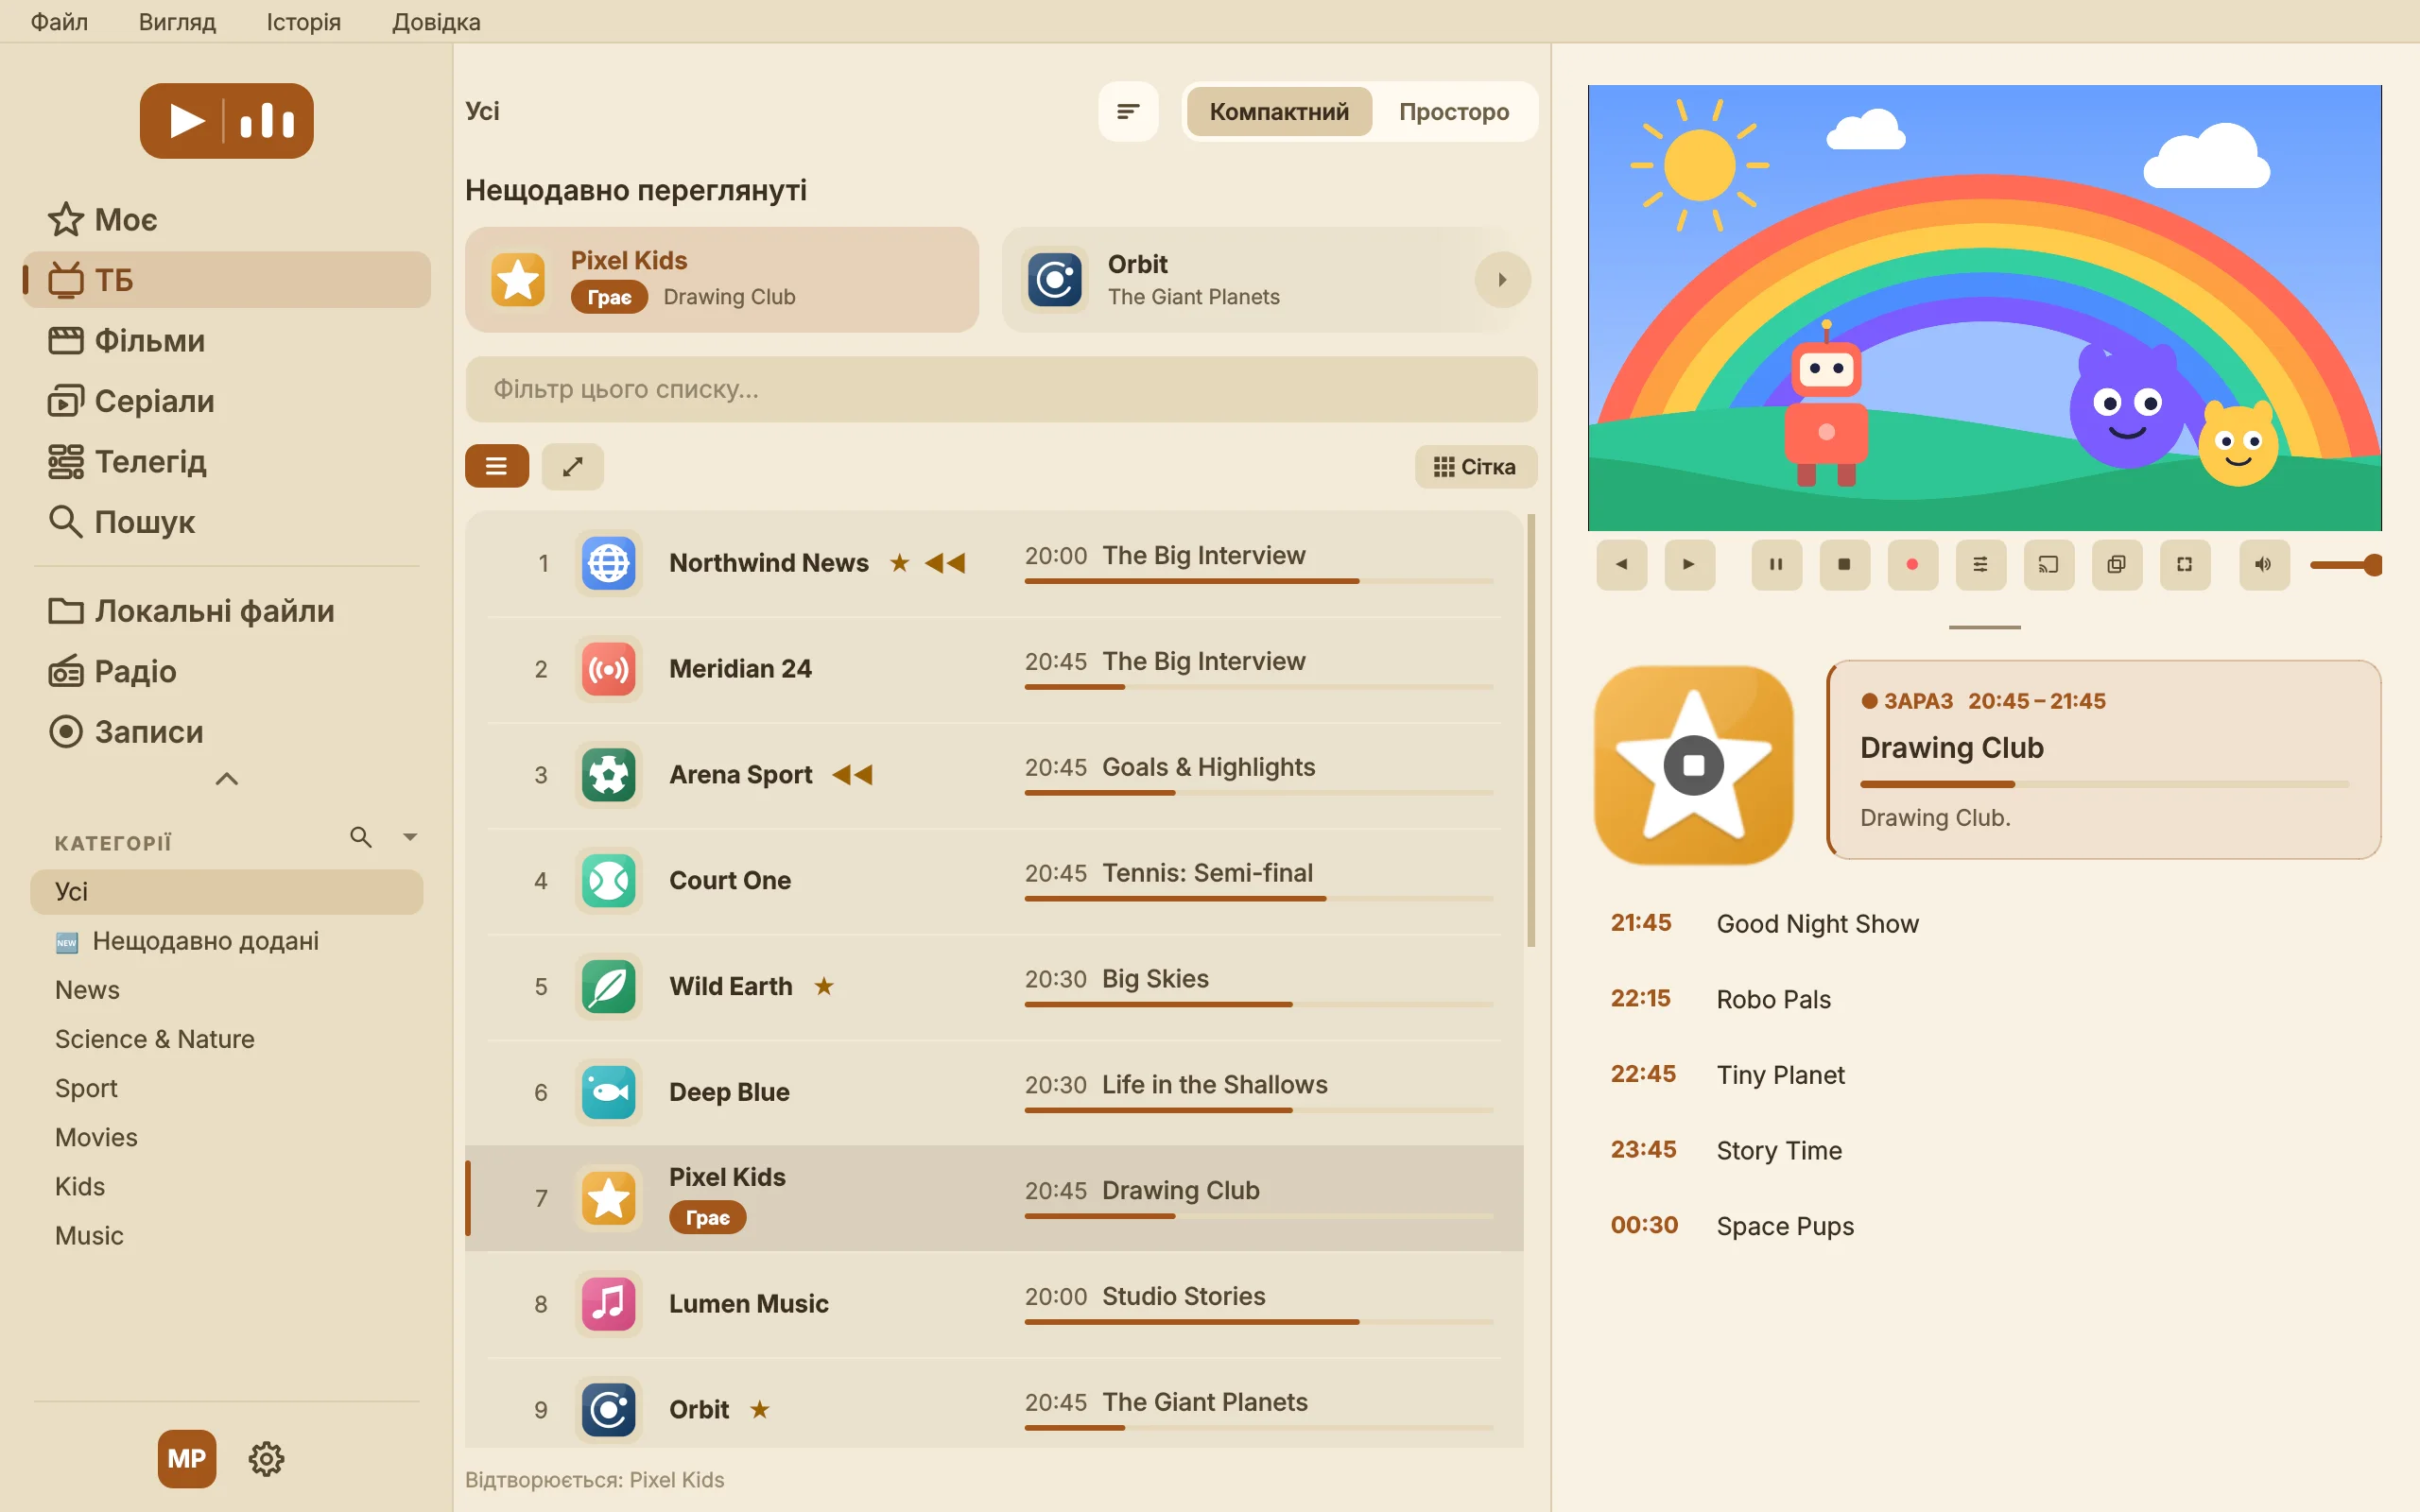 Файл Вигляд Історія Довідка
Моє
ТБ
Фільми
Серіали
Телегід
Пошук
Локальні файли
Радіо
Записи
КАТЕГОРІЇ
Усі
NEW Нещодавно додані
News
Science & Nature
Sport
Movies
Kids
Music
MP
Усі
Компактний Просторо
Нещодавно переглянуті
Pixel Kids
Грає Drawing Club
Orbit
The Giant Planets
Фільтр цього списку...
Сітка
1 Northwind News 20:00 The Big Interview
2 Meridian 24 20:45 The Big Interview
3 Arena Sport 20:45 Goals & Highlights
4 Court One 20:45 Tennis: Semi-final
5 Wild Earth 20:30 Big Skies
6 Deep Blue 20:30 Life in the Shallows
7 Pixel Kids 20:45 Drawing Club
Грає
8 Lumen Music 20:00 Studio Stories
9 Orbit 20:45 The Giant Planets
Відтворюється: Pixel Kids
ЗАРАЗ 20:45 – 21:45
Drawing Club
Drawing Club.
21:45 Good Night Show
22:15 Robo Pals
22:45 Tiny Planet
23:45 Story Time
00:30 Space Pups